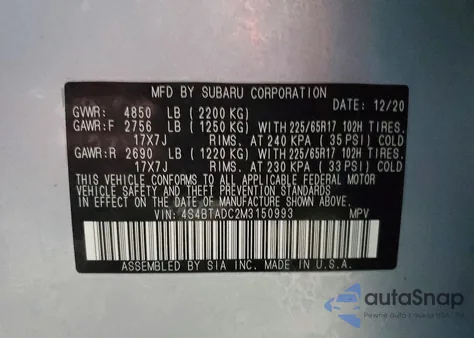 MFD BY SUBARU CORPORATION
DATE: 12/20
GVWR: 4850 LB ( 2200 KG)
GAWR:F 2756 LB ( 1250 KG) WITH 225/65R17 102H TIRES.
17X7J RIMS. AT 240 KPA ( 35 PSI) COLD
GAWR:R 2690 LB ( 1220 KG) WITH 225/65R17 102H TIRES.
17X7J RIMS. AT 230 KPA ( 33 PSI) COLD
THIS VEHICLE CONFORMS TO ALL APPLICABLE FEDERAL MOTOR
VEHICLE SAFETY AND THEFT PREVENTION STANDARDS
IN EFFECT ON THE DATE OF MANUFACTURE SHOWN ABOVE.
VIN: 4S4BTADC2M3150993 MPV
ASSEMBLED BY SIA INC. MADE IN U.S.A.
autoSnap